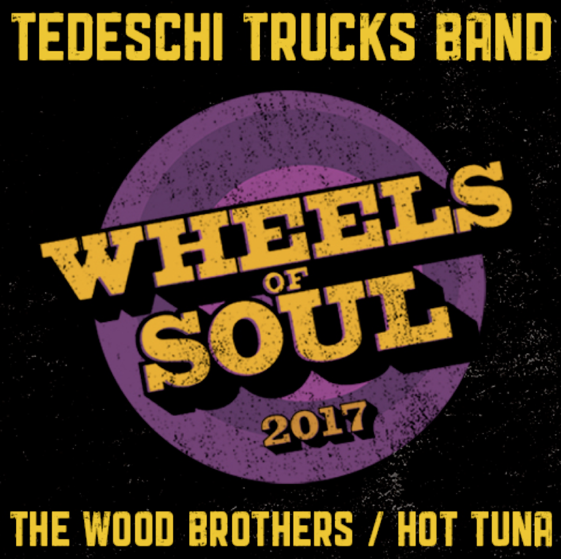 TEDESCHI TRUCKS BAND
WHEELS
OF
SOUL
2017
THE WOOD BROTHERS / HOT TUNA